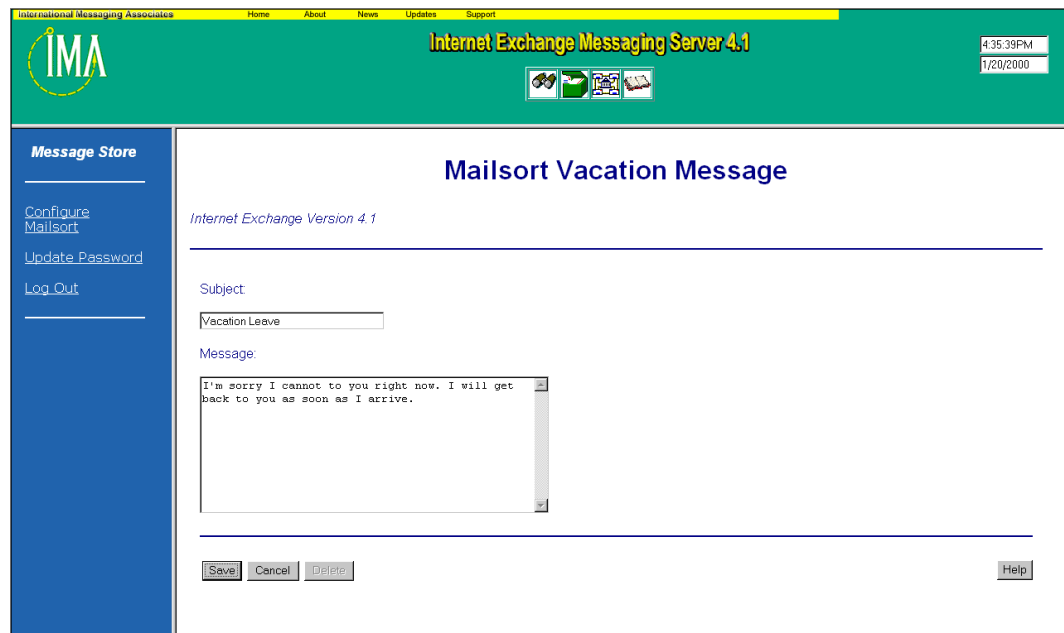 International Messaging Associates Home About News Updates Support
IMA
Internet Exchange Messaging Server 4.1
4:35:39PM
1/20/2000
Message Store
Configure
Mailsort
Update Password
Log Out
Mailsort Vacation Message
Internet Exchange Version 4.1
Subject:
Vacation Leave
Message:
I'm sorry I cannot to you right now. I will get
back to you as soon as I arrive.
Save Cancel Delete Help